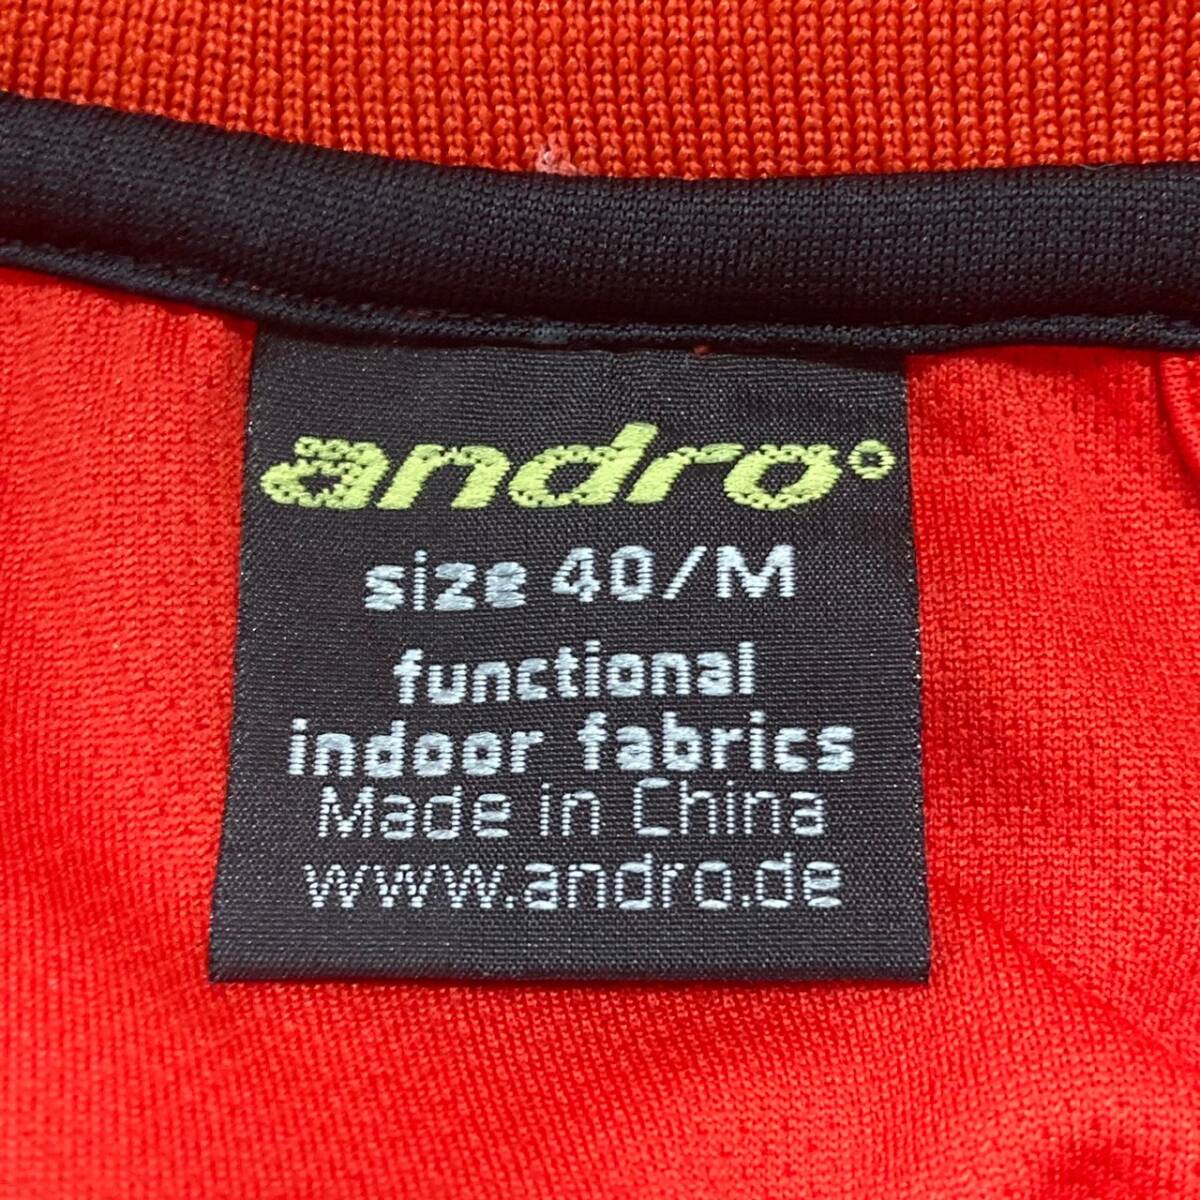 andro°
size 40/M
functional
indoor fabrics
Made in China
www.andro.de